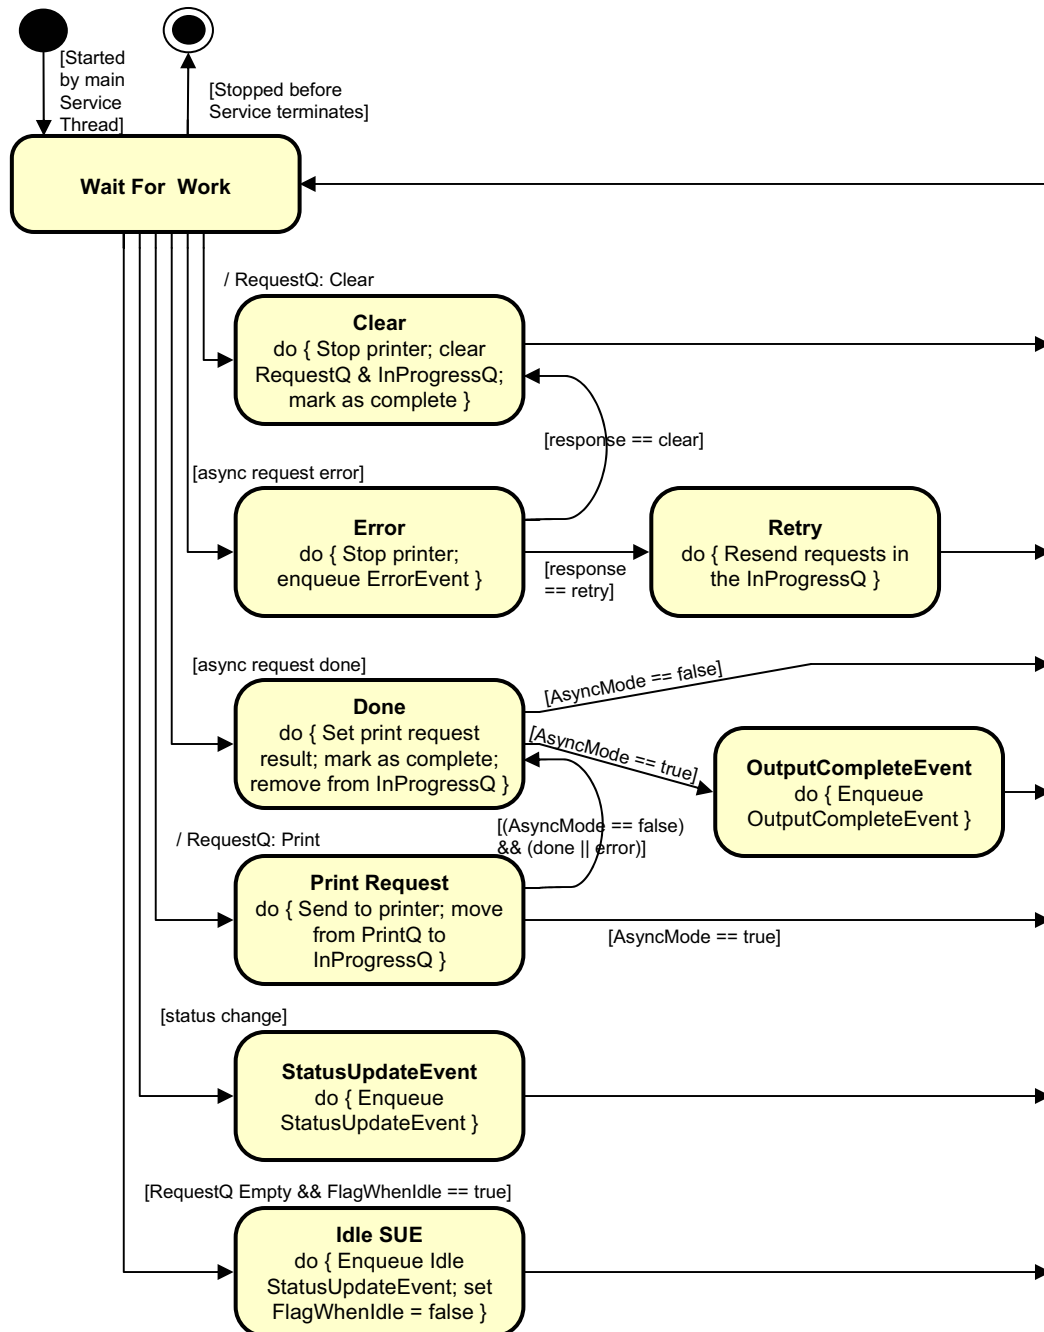 [Started
by main
Service
Thread]
[Stopped before
Service terminates]
Wait For Work
/ RequestQ: Clear
Clear
do { Stop printer; clear
RequestQ & InProgressQ;
mark as complete }
[response == clear]
[async request error]
Error
do { Stop printer;
enqueue ErrorEvent }
[response
== retry]
Retry
do { Resend requests in
the InProgressQ }
[async request done]
[AsyncMode == false]
Done
do { Set print request
result; mark as complete;
remove from InProgressQ }
[AsyncMode == true]
OutputCompleteEvent
do { Enqueue
OutputCompleteEvent }
[(AsyncMode == false)
&& (done || error)]
/ RequestQ: Print
Print Request
do { Send to printer; move
from PrintQ to
InProgressQ }
[AsyncMode == true]
[status change]
StatusUpdateEvent
do { Enqueue
StatusUpdateEvent }
[RequestQ Empty && FlagWhenIdle == true]
Idle SUE
do { Enqueue Idle
StatusUpdateEvent; set
FlagWhenIdle = false }